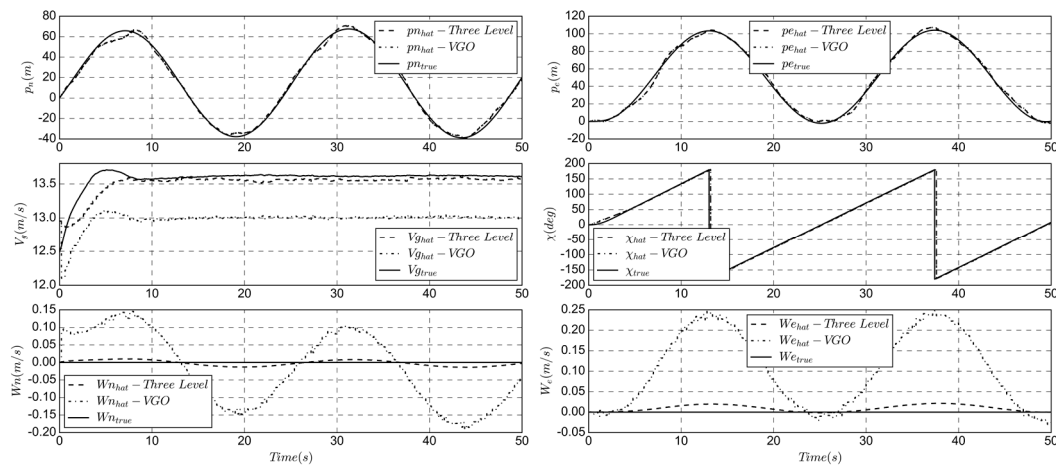 80
60
40
20
0
-20
-40
0 10 20 30 40 50
p_n(m)
pn_hat − Three Level
pn_hat − VGO
pn_true
120
100
80
60
40
20
0
-20
0 10 20 30 40 50
p_e(m)
pe_hat − Three Level
pe_hat − VGO
pe_true
13.5
13.0
12.5
12.0
0 10 20 30 40 50
V_g(m/s)
Vg_hat − Three Level
Vg_hat − VGO
Vg_true
200
150
100
50
0
-50
-100
-150
-200
0 10 20 30 40 50
χ(deg)
χ_hat − Three Level
χ_hat − VGO
χ_true
0.15
0.10
0.05
0.00
-0.05
-0.10
-0.15
-0.20
0 10 20 30 40 50
Wn(m/s)
Wn_hat − Three Level
Wn_hat − VGO
Wn_true
Time(s)
0.25
0.20
0.15
0.10
0.05
0.00
-0.05
0 10 20 30 40 50
W_e(m/s)
We_hat − Three Level
We_hat − VGO
We_true
Time(s)